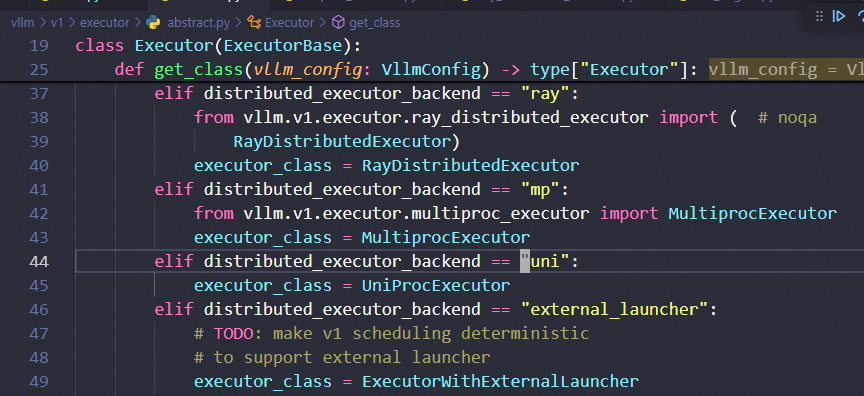 vllm > v1 > executor > abstract.py > Executor > get_class
19 class Executor(ExecutorBase):
25     def get_class(vllm_config: VllmConfig) -> type["Executor"]: vllm_config = Vl
37         elif distributed_executor_backend == "ray":
38             from vllm.v1.executor.ray_distributed_executor import (  # noqa
39                 RayDistributedExecutor)
40             executor_class = RayDistributedExecutor
41         elif distributed_executor_backend == "mp":
42             from vllm.v1.executor.multiproc_executor import MultiprocExecutor
43             executor_class = MultiprocExecutor
44         elif distributed_executor_backend == "uni":
45             executor_class = UniProcExecutor
46         elif distributed_executor_backend == "external_launcher":
47             # TODO: make v1 scheduling deterministic
48             # to support external launcher
49             executor_class = ExecutorWithExternalLauncher